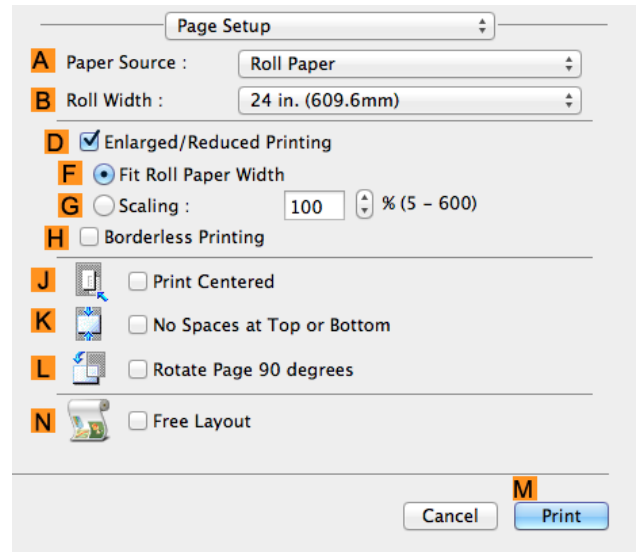 Page Setup
A Paper Source : Roll Paper
B Roll Width : 24 in. (609.6mm)
D Enlarged/Reduced Printing
F Fit Roll Paper Width
G Scaling : 100 % (5 – 600)
H Borderless Printing
J Print Centered
K No Spaces at Top or Bottom
L Rotate Page 90 degrees
N Free Layout
M
Cancel Print